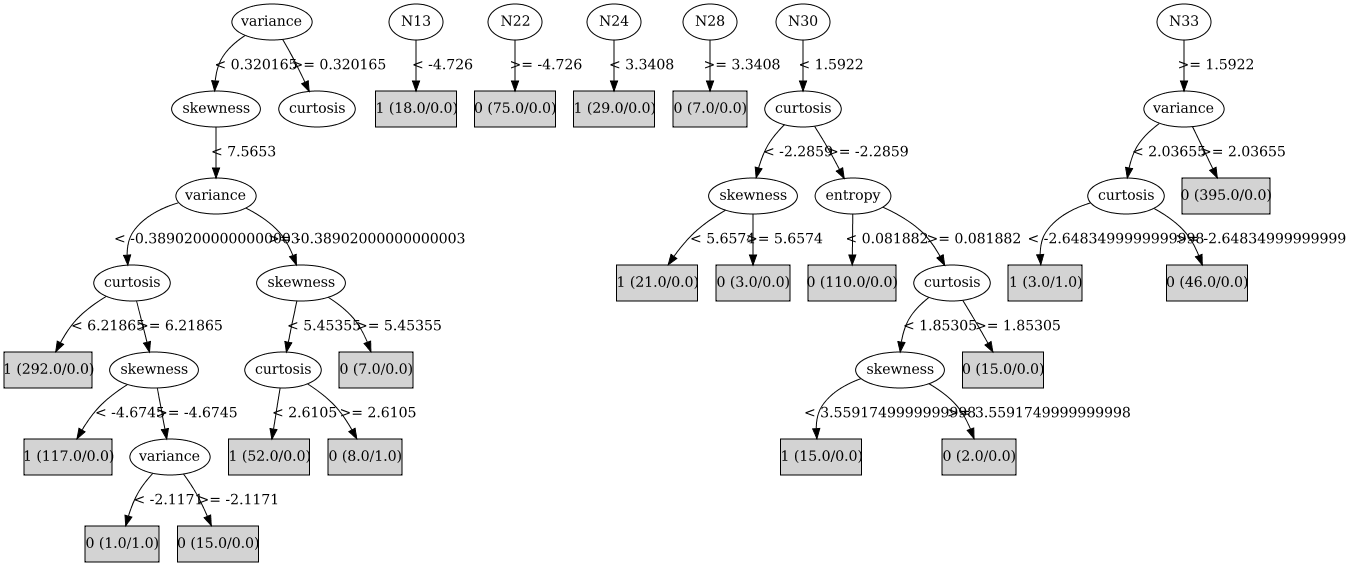 variance N13 N22 N24 N28 N30 N33
< 0.320165 >= 0.320165 < -4.726 >= -4.726 < 3.3408 >= 3.3408 < 1.5922 >= 1.5922
skewness curtosis 1 (18.0/0.0) 0 (75.0/0.0) 1 (29.0/0.0) 0 (7.0/0.0) curtosis variance
< 7.5653 < -2.2859 >= -2.2859 < 2.03655 >= 2.03655
variance skewness entropy curtosis 0 (395.0/0.0)
< -0.38902000000000003 >= -0.38902000000000003 < 5.6574 >= 5.6574 < 0.081882 >= 0.081882 < -2.6483499999999998 >= -2.64834999999999
curtosis skewness 1 (21.0/0.0) 0 (3.0/0.0) 0 (110.0/0.0) curtosis 1 (3.0/1.0) 0 (46.0/0.0)
< 6.21865 >= 6.21865 < 5.45355 >= 5.45355 < 1.85305 >= 1.85305
1 (292.0/0.0) skewness curtosis 0 (7.0/0.0) skewness 0 (15.0/0.0)
< -4.6745 >= -4.6745 < 2.6105 >= 2.6105 < 3.5591749999999998 >= 3.5591749999999998
1 (117.0/0.0) variance 1 (52.0/0.0) 0 (8.0/1.0) 1 (15.0/0.0) 0 (2.0/0.0)
< -2.1171 >= -2.1171
0 (1.0/1.0) 0 (15.0/0.0)